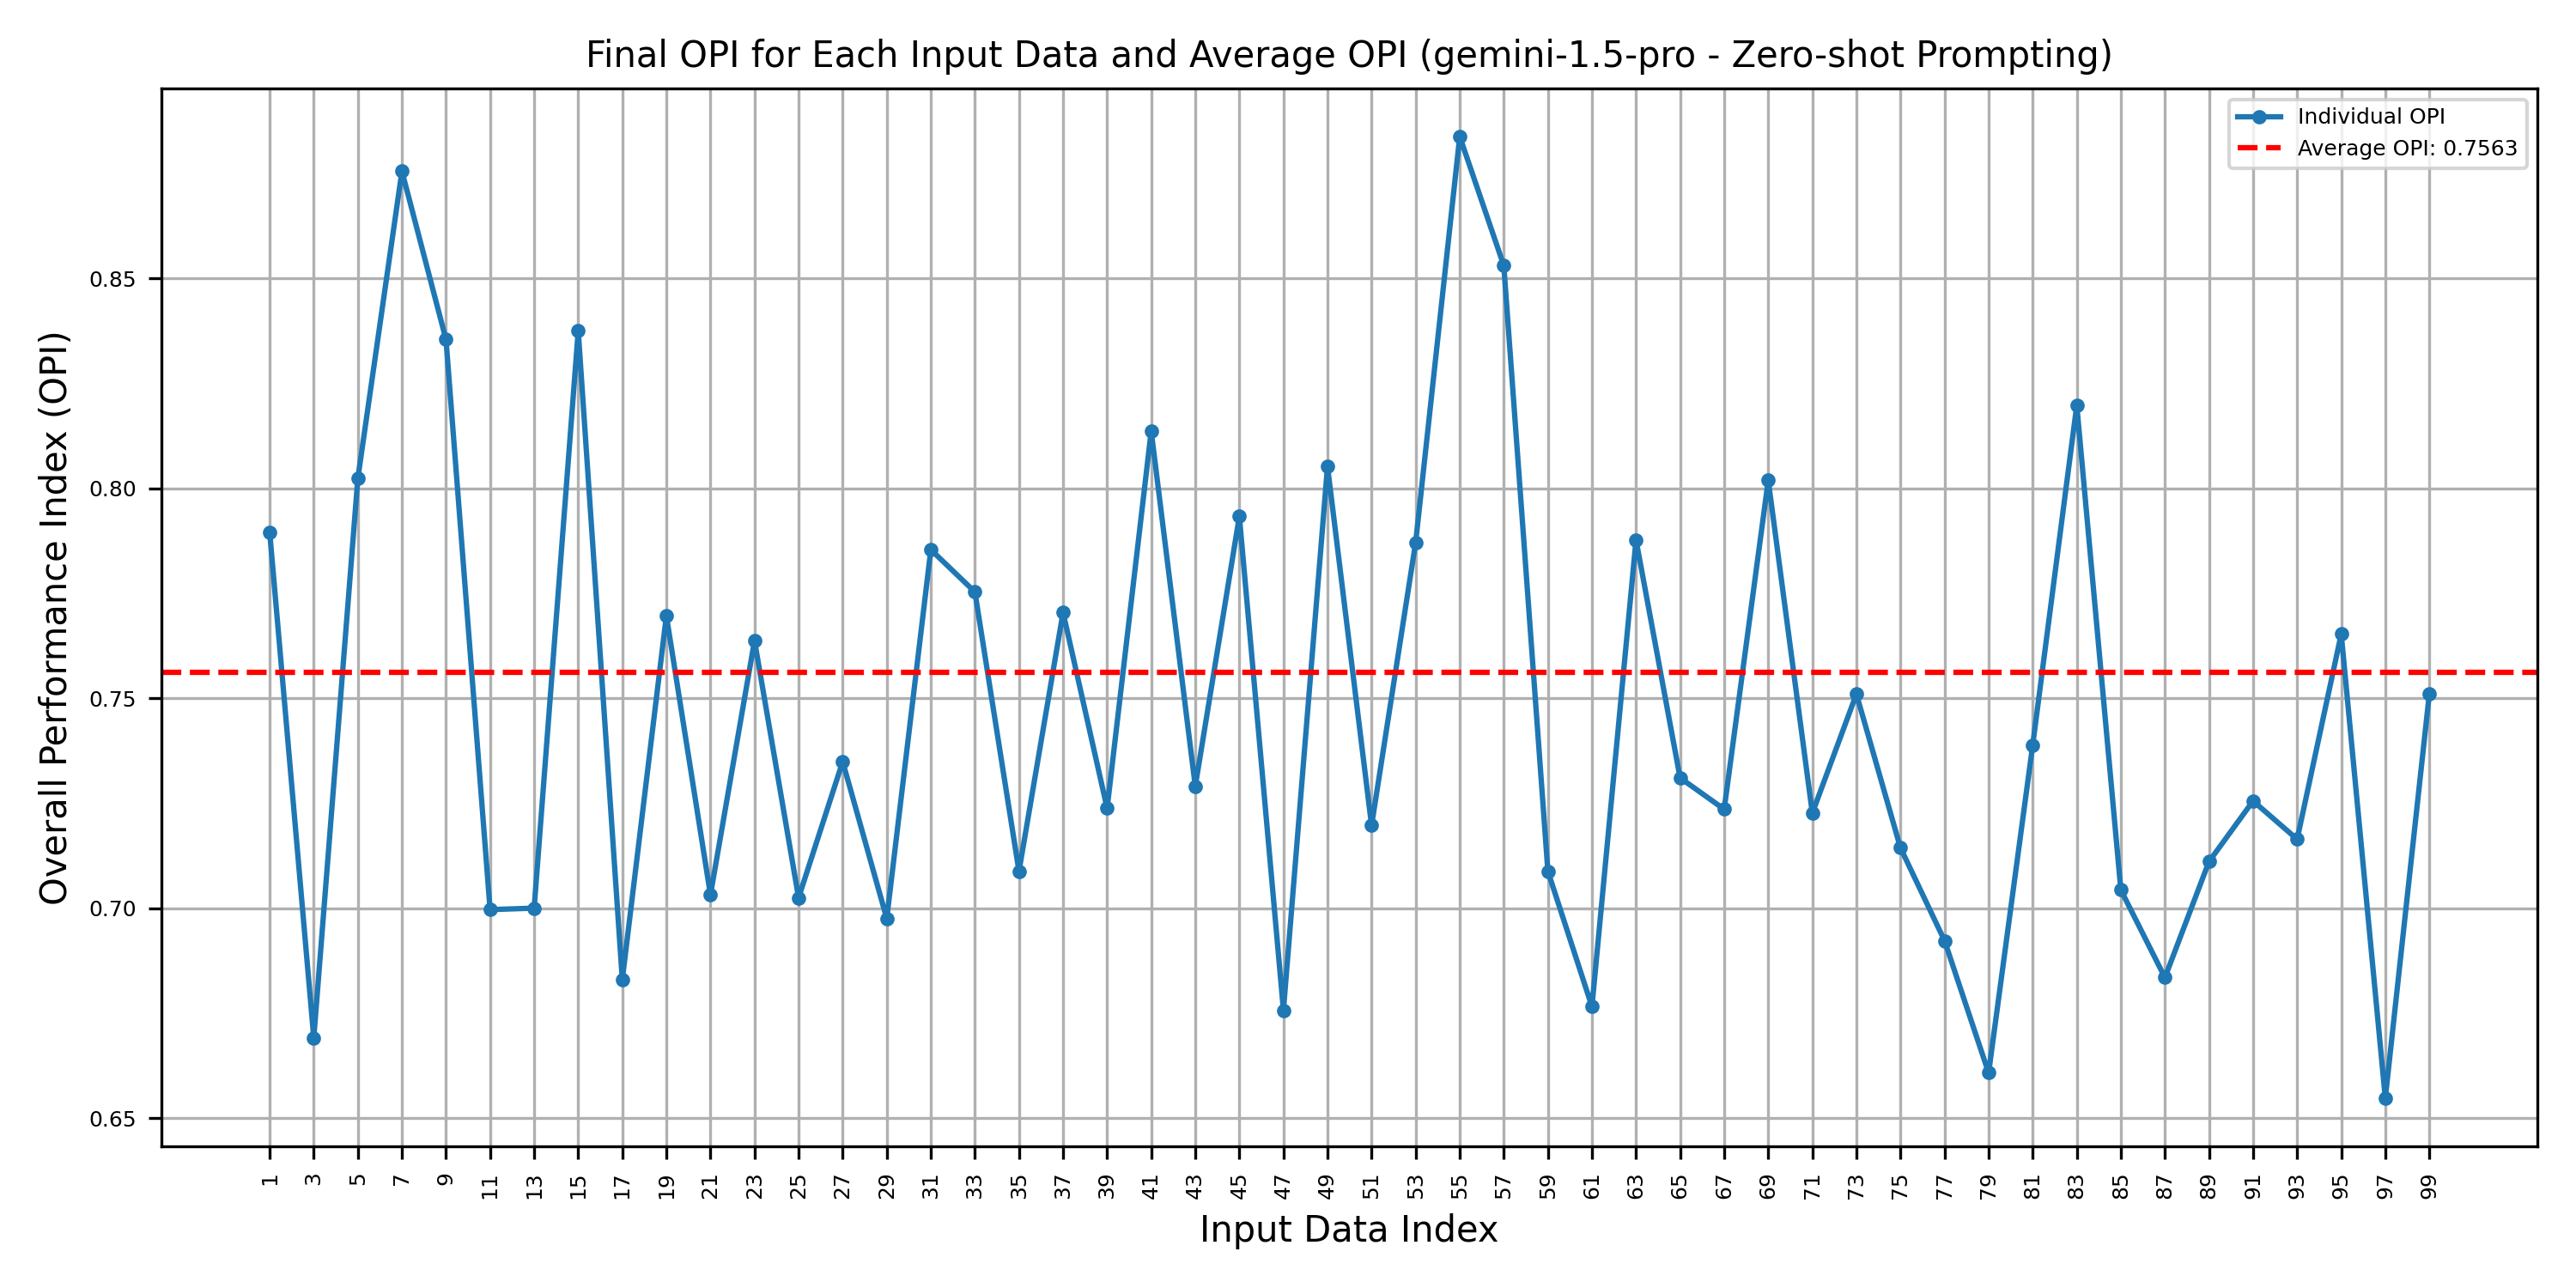 Final OPI for Each Input Data and Average OPI (gemini-1.5-pro - Zero-shot Prompting)
Individual OPI
Average OPI: 0.7563
Overall Performance Index (OPI)
0.85
0.80
0.75
0.70
0.65
1 3 5 7 9 11 13 15 17 19 21 23 25 27 29 31 33 35 37 39 41 43 45 47 49 51 53 55 57 59 61 63 65 67 69 71 73 75 77 79 81 83 85 87 89 91 93 95 97 99
Input Data Index